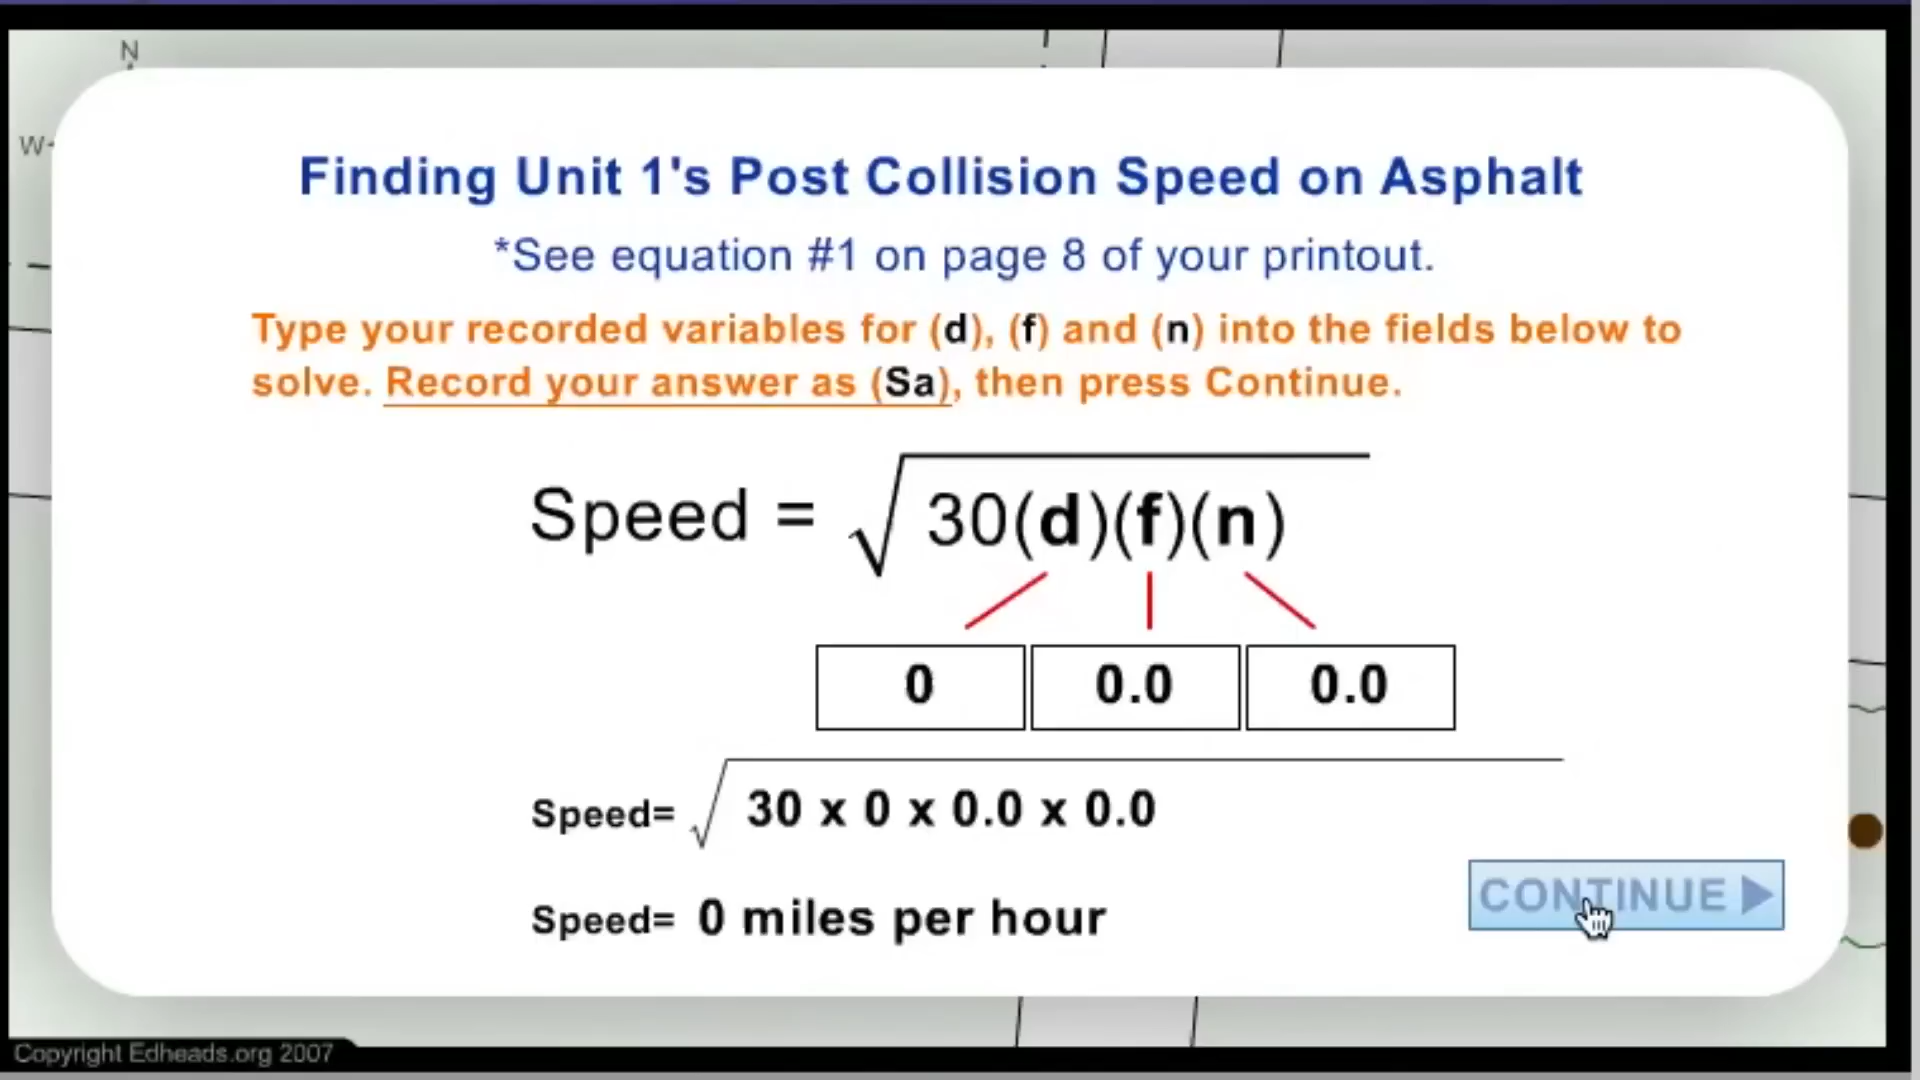 N
W
Finding Unit 1's Post Collision Speed on Asphalt
*See equation #1 on page 8 of your printout.
Type your recorded variables for (d), (f) and (n) into the fields below to
solve. Record your answer as (Sa), then press Continue.
Speed = √30(d)(f)(n)
0 0.0 0.0
Speed= √30 x 0 x 0.0 x 0.0
Speed= 0 miles per hour
CONTINUE
Copyright Edheads.org 2007